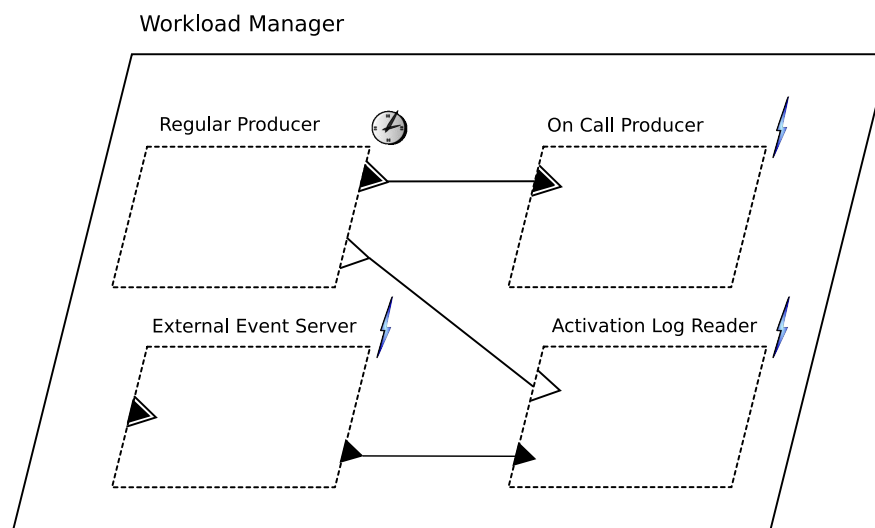 Workload Manager
Regular Producer
On Call Producer
External Event Server
Activation Log Reader